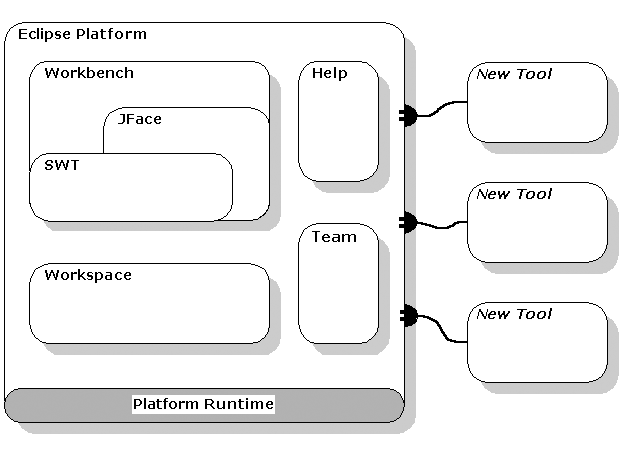 Eclipse Platform
Workbench
JFace
SWT
Workspace
Help
Team
Platform Runtime
New Tool
New Tool
New Tool